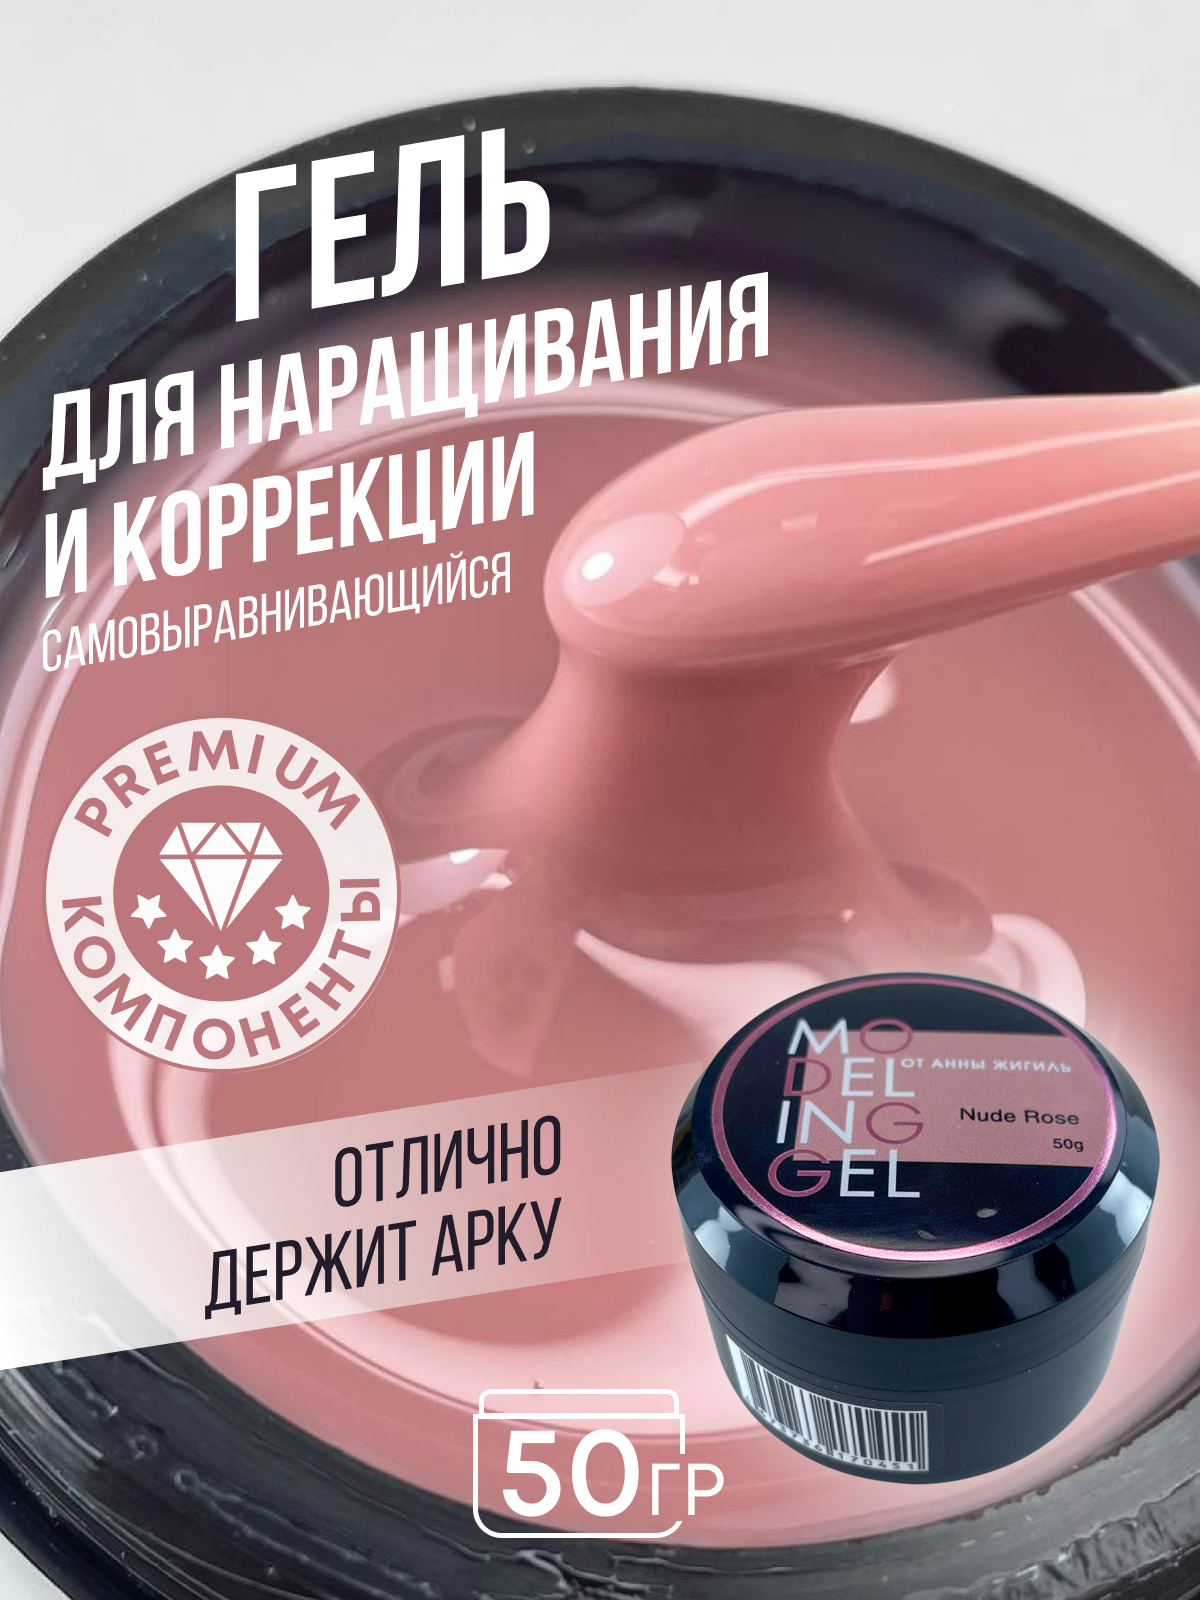 ГЕЛЬ
ДЛЯ НАРАЩИВАНИЯ
И КОРРЕКЦИИ
САМОВЫРАВНИВАЮЩИЙСЯ
PREMIUM
КОМПОНЕНТЫ
MO
DEL
ING
GEL
ОТ АННЫ ЖИГИЛЬ
Nude Rose
50g
ОТЛИЧНО
ДЕРЖИТ АРКУ
50ГР